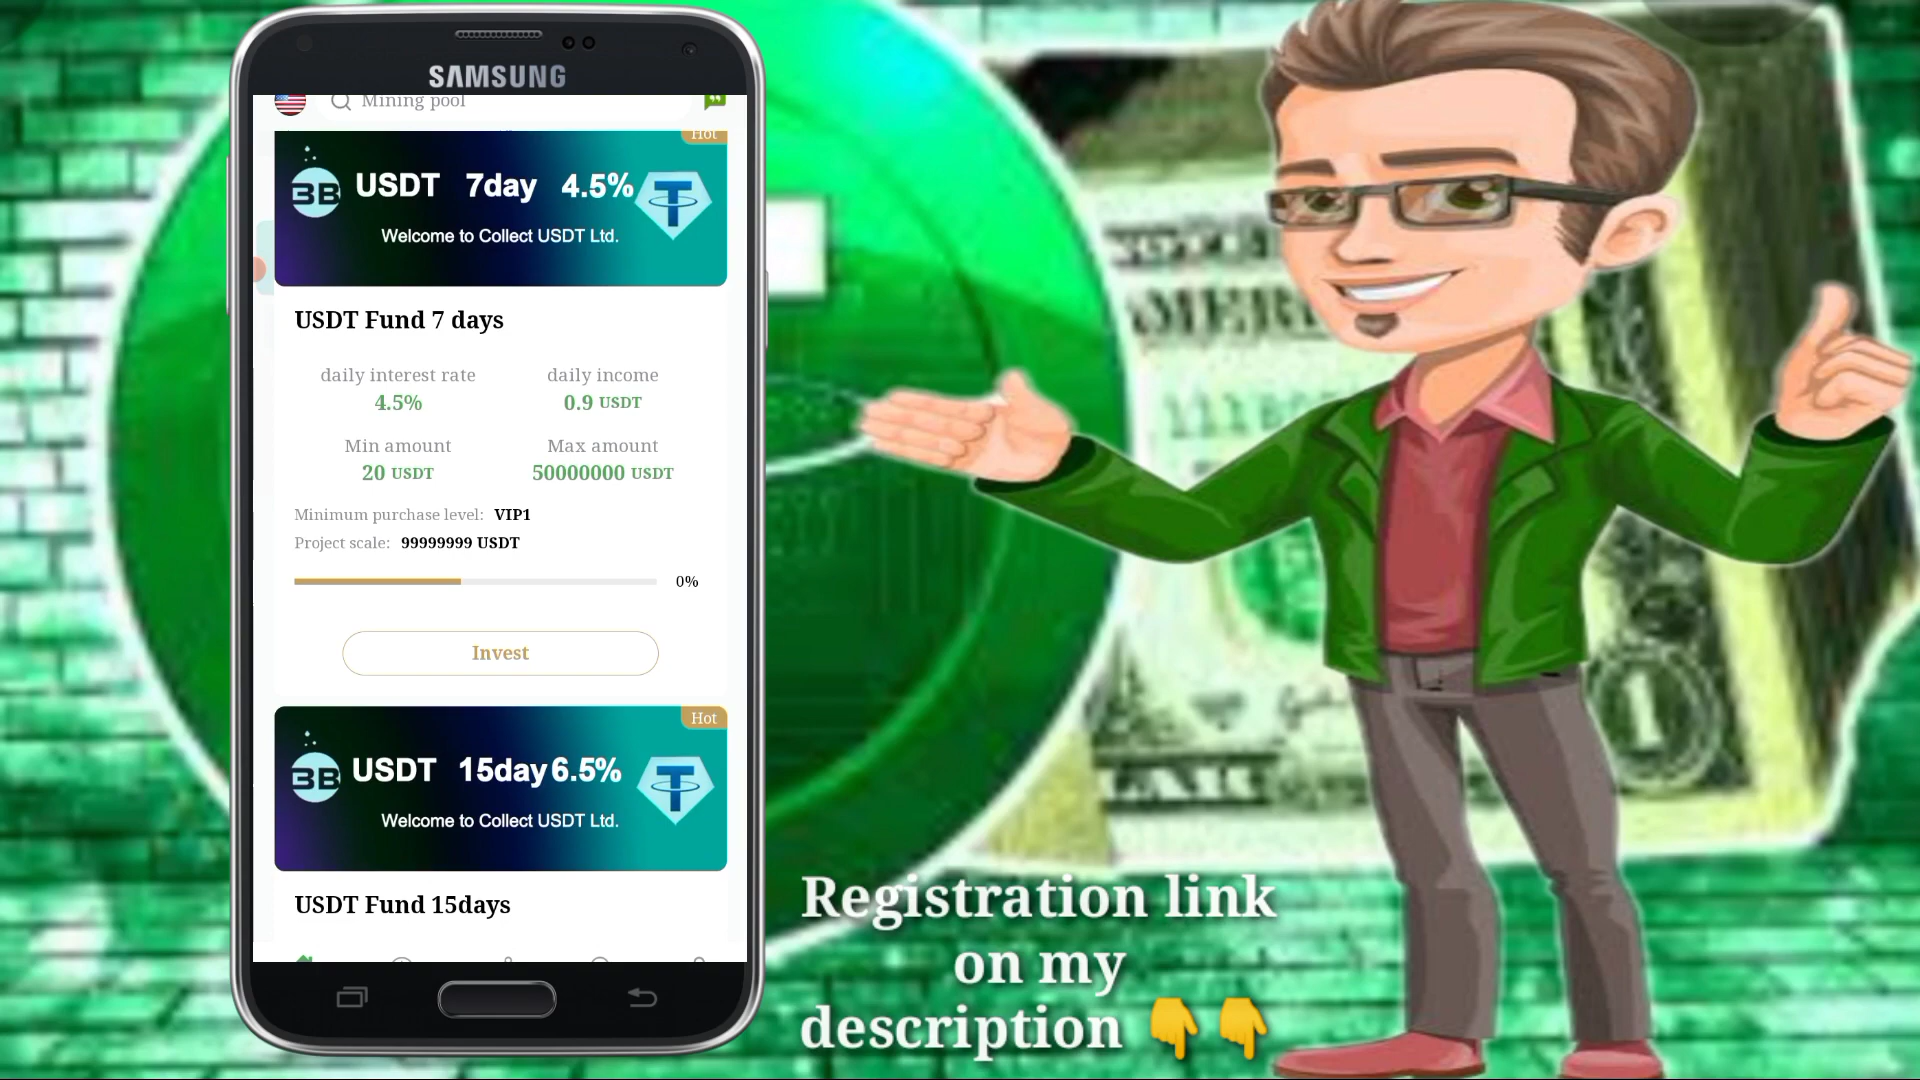 SAMSUNG
Mining pool
Hot
3B USDT 7day 4.5%
Welcome to Collect USDT Ltd.
USDT Fund 7 days
daily interest rate daily income
4.5% 0.9 USDT
Min amount Max amount
20 USDT 50000000 USDT
Minimum purchase level: VIP1
Project scale: 99999999 USDT
0%
Invest
Hot
3B USDT 15day 6.5%
Welcome to Collect USDT Ltd.
USDT Fund 15days
Registration link
on my
description 👇👇